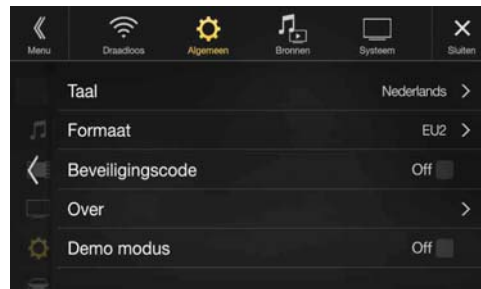 Menu
Draadloos
Algemeen
Bronnen
Systeem
Sluiten
Taal Nederlands
Formaat EU2
Beveiligingscode Off
Over
Demo modus Off